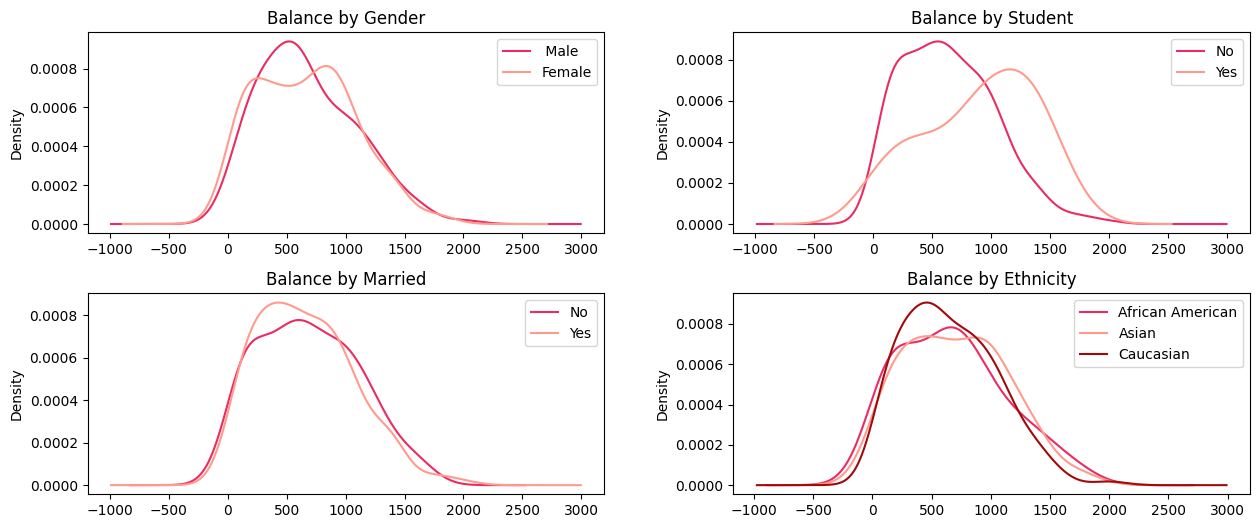 Balance by Gender
Density
0.0008
0.0006
0.0004
0.0002
0.0000
−1000 −500 0 500 1000 1500 2000 2500 3000
Male
Female
Balance by Student
Density
0.0008
0.0006
0.0004
0.0002
0.0000
−1000 −500 0 500 1000 1500 2000 2500 3000
No
Yes
Balance by Married
Density
0.0008
0.0006
0.0004
0.0002
0.0000
−1000 −500 0 500 1000 1500 2000 2500 3000
No
Yes
Balance by Ethnicity
Density
0.0008
0.0006
0.0004
0.0002
0.0000
−1000 −500 0 500 1000 1500 2000 2500 3000
African American
Asian
Caucasian